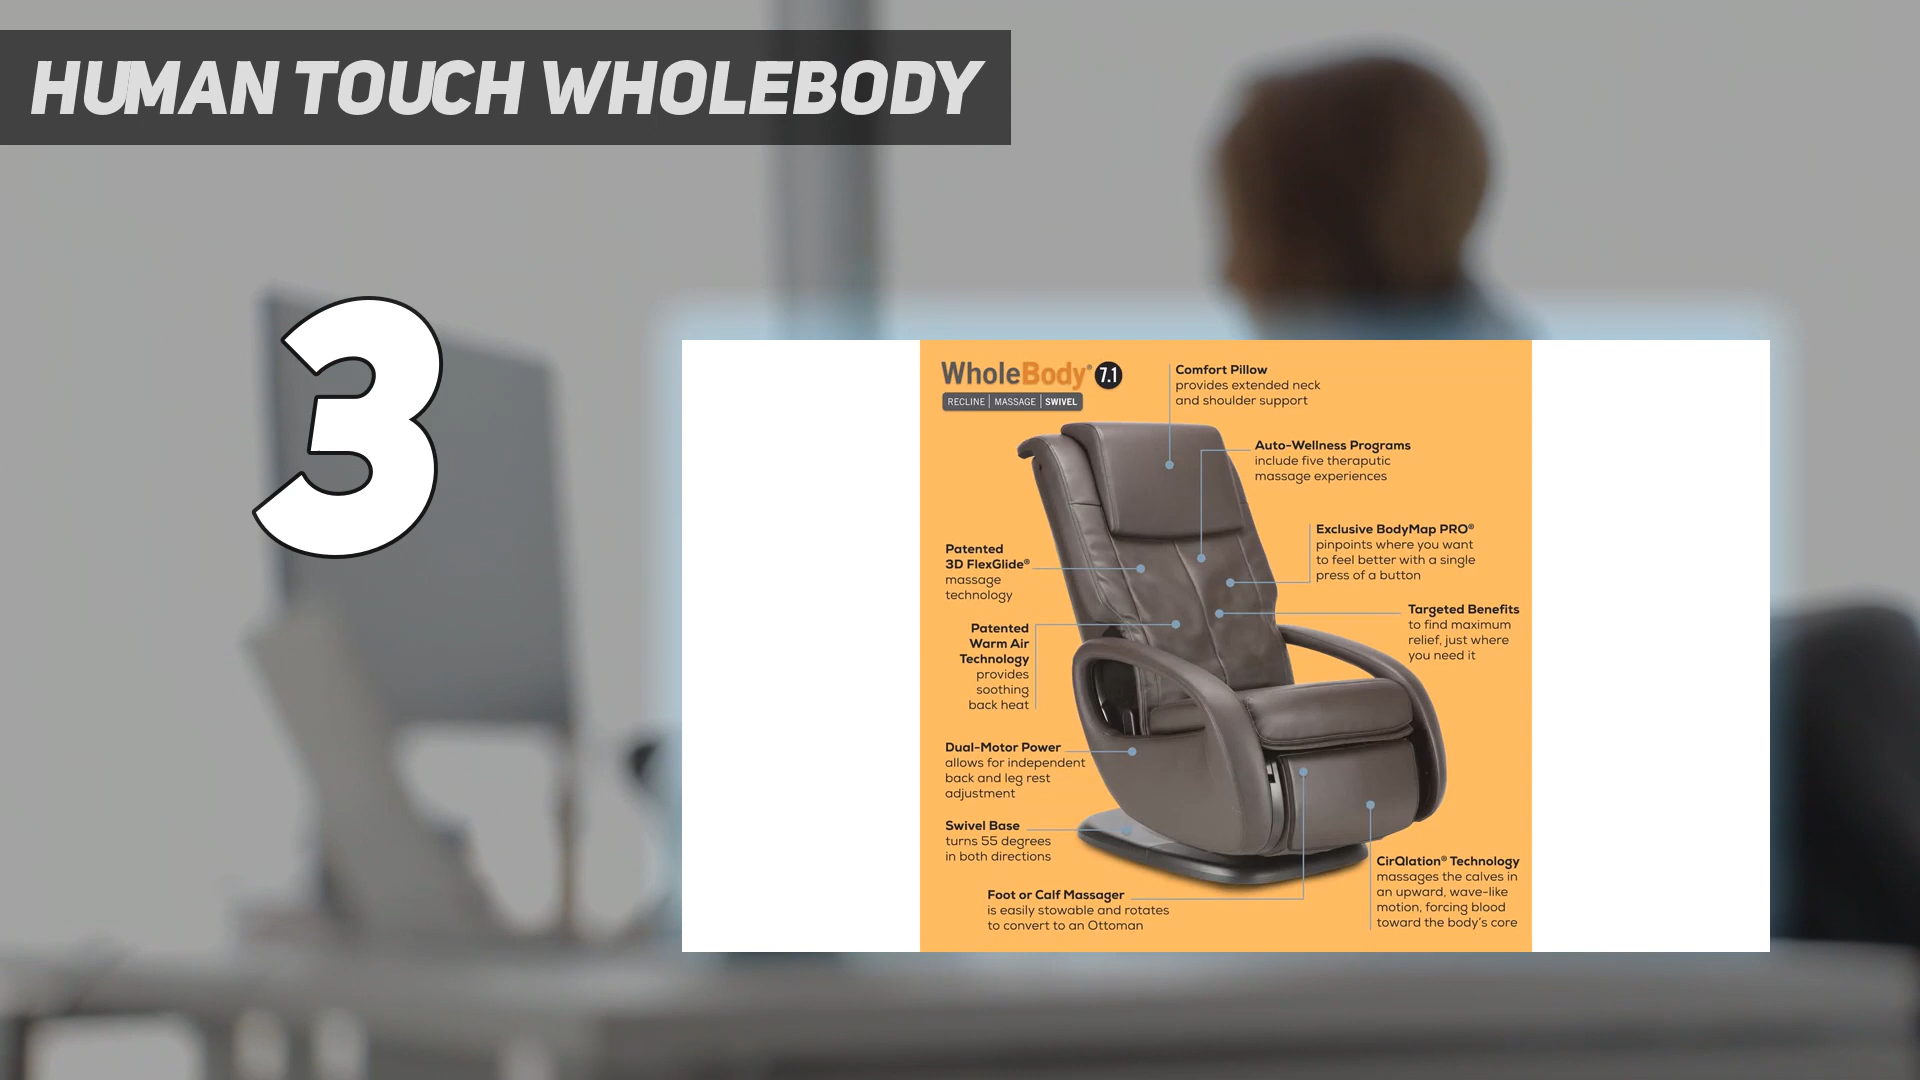 HUMAN TOUCH WHOLEBODY
3
WholeBody® 7.1
RECLINE | MASSAGE | SWIVEL
Comfort Pillow
provides extended neck
and shoulder support
Auto-Wellness Programs
include five theraputic
massage experiences
Exclusive BodyMap PRO®
pinpoints where you want
to feel better with a single
press of a button
Patented
3D FlexGlide®
massage
technology
Targeted Benefits
to find maximum
relief, just where
you need it
Patented
Warm Air
Technology
provides
soothing
back heat
Dual-Motor Power
allows for independent
back and leg rest
adjustment
Swivel Base
turns 55 degrees
in both directions
CirQlation® Technology
massages the calves in
an upward, wave-like
motion, forcing blood
toward the body's core
Foot or Calf Massager
is easily stowable and rotates
to convert to an Ottoman